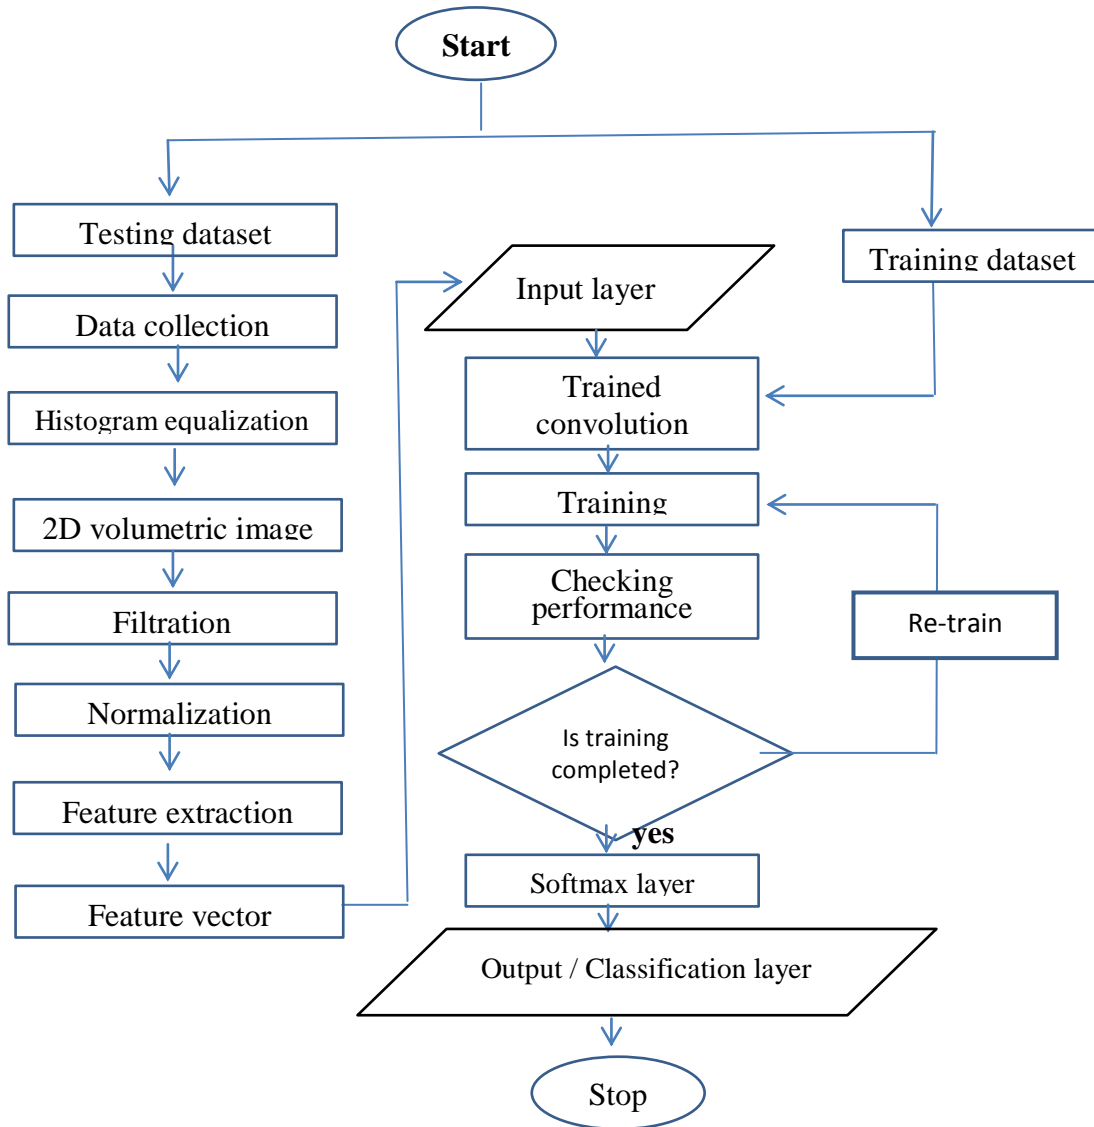 Start
Testing dataset
Data collection
Histogram equalization
2D volumetric image
Filtration
Normalization
Feature extraction
Feature vector
Input layer
Training dataset
Trained
convolution
Training
Checking
performance
Re-train
Is training
completed?
yes
Softmax layer
Output / Classification layer
Stop